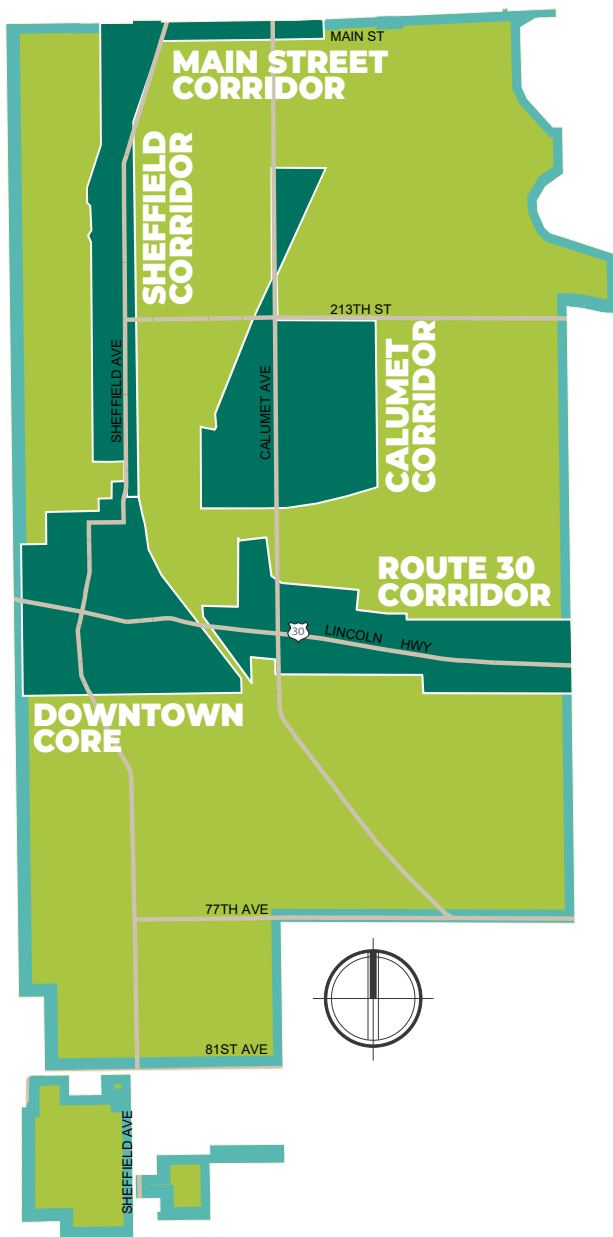 MAIN ST
MAIN STREET
CORRIDOR
SHEFFIELD
CORRIDOR
213TH ST
SHEFFIELD AVE
CALUMET AVE
CALUMET
CORRIDOR
ROUTE 30
CORRIDOR
30
LINCOLN HWY
DOWNTOWN
CORE
77TH AVE
81ST AVE
SHEFFIELD AVE